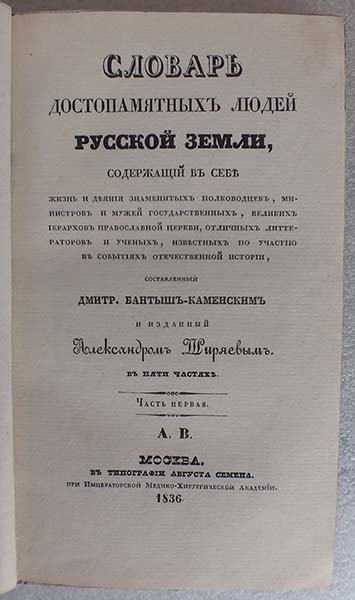 СЛОВАРЬ
ДОСТОПАМЯТНЫХЪ ЛЮДЕЙ
РУССКОЙ ЗЕМЛИ,
СОДЕРЖАЩІЙ ВЪ СЕБѢ
ЖИЗНЬ И ДѢЯНІЯ ЗНАМЕНИТЫХЪ ПОЛКОВОДЦЕВЪ, МИ-
НИСТРОВЪ И МУЖЕЙ ГОСУДАРСТВЕННЫХЪ, ВЕЛИКИХЪ
ІЕРАРХОВЪ ПРАВОСЛАВНОЙ ЦЕРКВИ, ОТЛИЧНЫХЪ ЛИТТЕ-
РАТОРОВЪ И УЧЕНЫХЪ, ИЗВѢСТНЫХЪ ПО УЧАСТІЮ
ВЪ СОБЫТІЯХЪ ОТЕЧЕСТВЕННОЙ ИСТОРІИ,
СОСТАВЛЕННЫЙ
ДМИТР. БАНТЫШЪ-КАМЕНСКИМЪ
И ИЗДАННЫЙ
Александромъ Ширяевымъ.
ВЪ ПЯТИ ЧАСТЯХЪ.
ЧАСТЬ ПЕРВАЯ.
А. В.
МОСКВА.
ВЪ ТИПОГРАФІИ АВГУСТА СЕМЕНА,
ПРИ ИМПЕРАТОРСКОЙ МЕДИКО-ХИРУРГИЧЕСКОЙ АКАДЕМІИ.
1836.